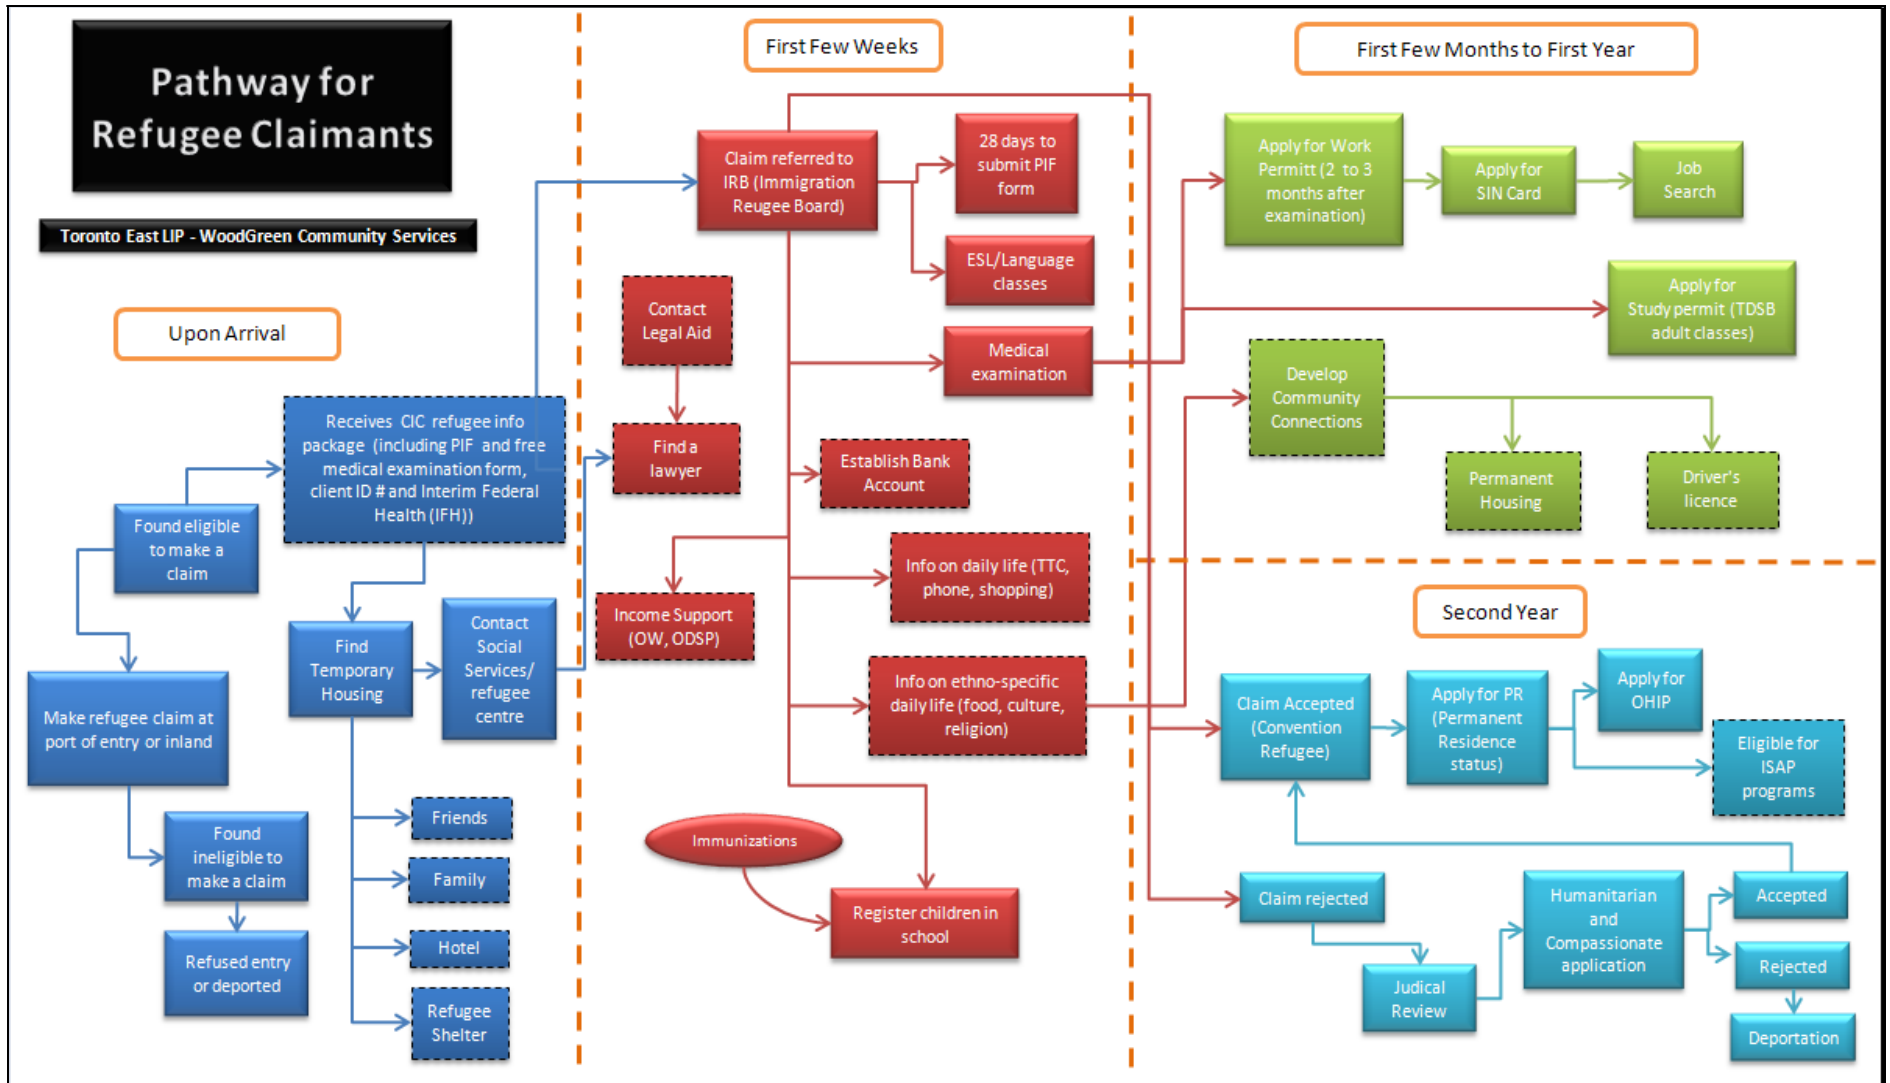 Pathway for
Refugee Claimants
Toronto East LIP - WoodGreen Community Services
Upon Arrival
Receives CIC refugee info
package (including PIF and free
medical examination form,
client ID # and Interim Federal
Health (IFH))
Found eligible
to make a
claim
Make refugee claim at
port of entry or inland
Found
ineligible to
make a claim
Refused entry
or deported
Find
Temporary
Housing
Contact
Social
Services/
refugee
centre
Friends
Family
Hotel
Refugee
Shelter
First Few Weeks
Claim referred to
IRB (Immigration
Reugee Board)
28 days to
submit PIF
form
ESL/Language
classes
Contact
Legal Aid
Medical
examination
Find a
lawyer
Establish Bank
Account
Info on daily life (TTC,
phone, shopping)
Income Support
(OW, ODSP)
Info on ethno-specific
daily life (food, culture,
religion)
Immunizations
Register children in
school
First Few Months to First Year
Apply for Work
Permitt (2 to 3
months after
examination)
Apply for
SIN Card
Job
Search
Apply for
Study permit (TDSB
adult classes)
Develop
Community
Connections
Permanent
Housing
Driver's
licence
Second Year
Claim Accepted
(Convention
Refugee)
Apply for PR
(Permanent
Residence
status)
Apply for
OHIP
Eligible for
ISAP
programs
Claim rejected
Judical
Review
Humanitarian
and
Compassionate
application
Accepted
Rejected
Deportation